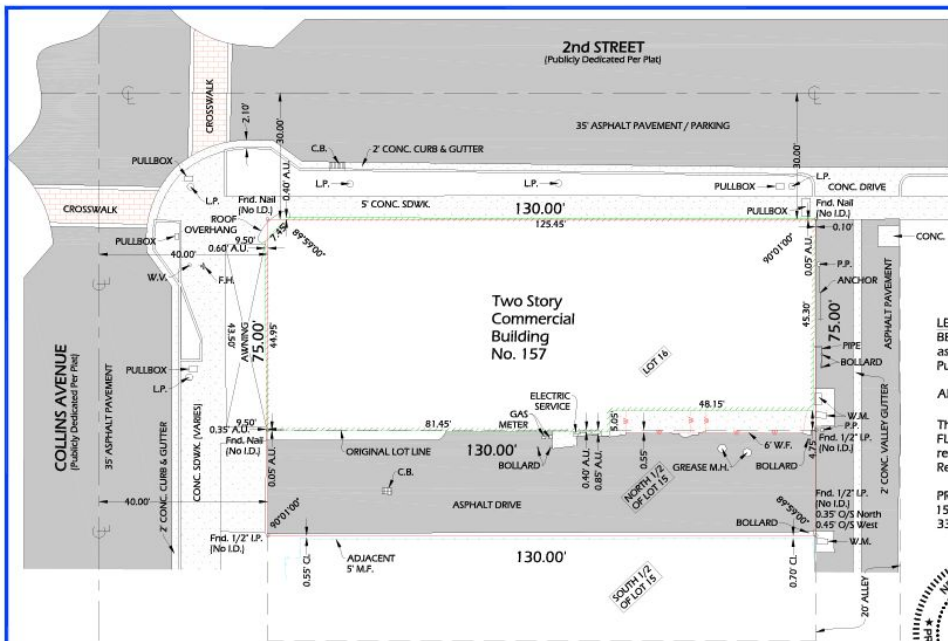 2nd STREET
(Publicly Dedicated Per Plat)
CROSSWALK
2.10'
30.00'
35' ASPHALT PAVEMENT / PARKING
30.00'
C.B.
2' CONC. CURB & GUTTER
PULLBOX
L.P.
L.P.
L.P.
PULLBOX
L.P.
CONC. DRIVE
CROSSWALK
0.40' A.U.
5' CONC. SDWK.
130.00'
125.45'
PULLBOX
Fnd. Nail
(No I.D.)
Fnd. Nail
(No I.D.)
ROOF
OVERHANG
7.45'
89°59'00"
90°01'00"
0.10'
0.05' A.U.
PULLBOX
9.50'
0.60' A.U.
40.00'
CONC.
P.P.
ANCHOR
W.V.
F.H.
ASPHALT PAVEMENT
COLLINS AVENUE
(Publicly Dedicated Per Plat)
35' ASPHALT PAVEMENT
43.50'
AWNING
75.00'
44.95'
Two Story
Commercial
Building
No. 157
LOT 16
45.30'
75.00'
PIPE
BOLLARD
PULLBOX
L.P.
2' CONC. CURB & GUTTER
CONC. SDWK. (VARIES)
ELECTRIC
SERVICE
GAS
METER
48.15'
5.05'
W.M.
P.P.
9.50'
0.35' A.U.
Fnd. Nail
(No I.D.)
0.05' A.U.
81.45'
ORIGINAL LOT LINE
130.00'
BOLLARD
0.40' A.U.
0.85' A.U.
0.55'
6' W.F.
GREASE M.H.
BOLLARD
4.75'
Fnd. 1/2" I.P.
(No I.D.)
2' CONC. VALLEY GUTTER
C.B.
NORTH 1/2
OF LOT 15
40.00'
ASPHALT DRIVE
90°01'00"
89°59'00"
Fnd. 1/2" I.P.
(No I.D.)
0.35' O/S North
0.45' O/S West
BOLLARD
W.M.
Fnd. 1/2" I.P.
(No I.D.)
0.55' Cl.
ADJACENT
5' M.F.
130.00'
0.70' Cl.
SOUTH 1/2
OF LOT 15
20' ALLEY